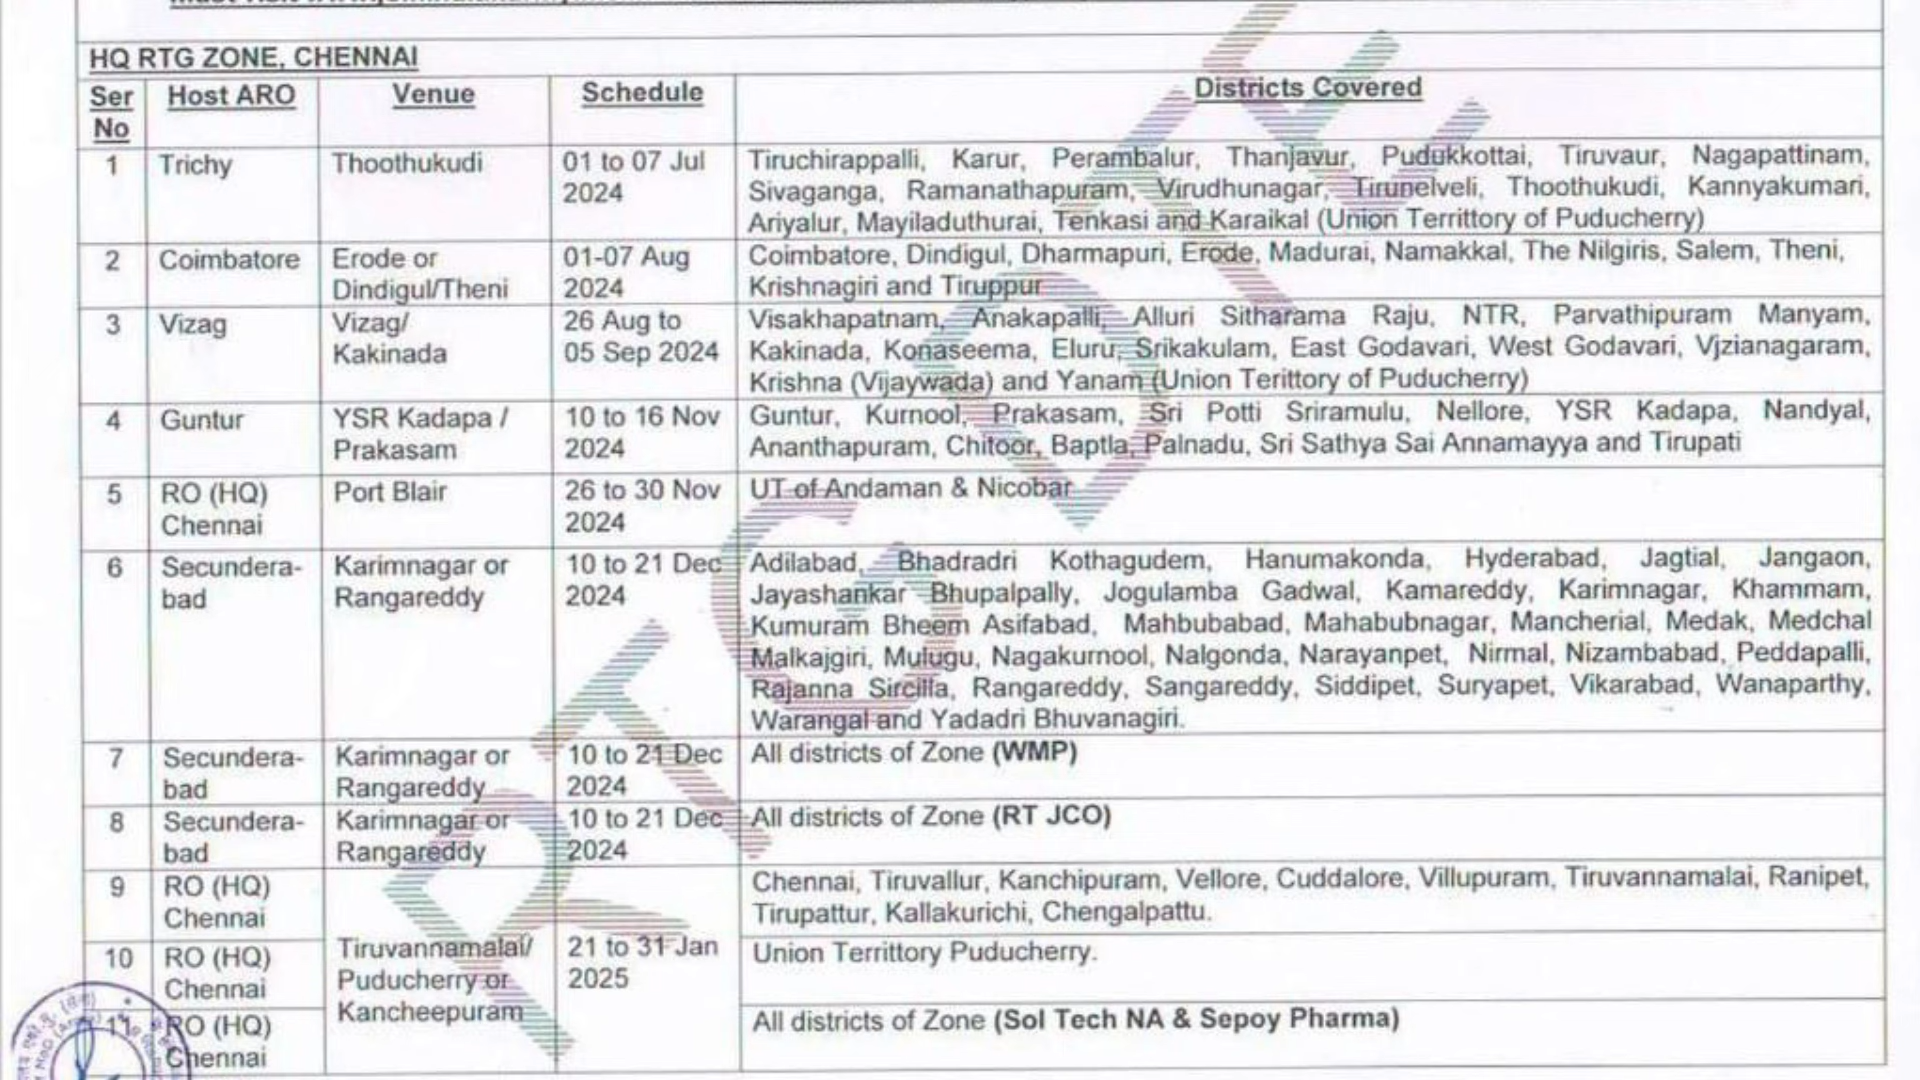 HQ RTG ZONE, CHENNAI
Ser No Host ARO Venue Schedule Districts Covered
1 Trichy Thoothukudi 01 to 07 Jul 2024 Tiruchirappalli, Karur, Perambalur, Thanjavur, Pudukkottai, Tiruvaur, Nagapattinam,
Sivaganga, Ramanathapuram, Virudhunagar, Tirunelveli, Thoothukudi, Kannyakumari,
Ariyalur, Mayiladuthurai, Tenkasi and Karaikal (Union Territtory of Puducherry)
2 Coimbatore Erode or Dindigul/Theni 01-07 Aug 2024 Coimbatore, Dindigul, Dharmapuri, Erode, Madurai, Namakkal, The Nilgiris, Salem, Theni,
Krishnagiri and Tiruppur
3 Vizag Vizag/ Kakinada 26 Aug to 05 Sep 2024 Visakhapatnam, Anakapalli, Alluri Sitharama Raju, NTR, Parvathipuram Manyam,
Kakinada, Konaseema, Eluru, Srikakulam, East Godavari, West Godavari, Vjzianagaram,
Krishna (Vijaywada) and Yanam (Union Terittory of Puducherry)
4 Guntur YSR Kadapa / Prakasam 10 to 16 Nov 2024 Guntur, Kurnool, Prakasam, Sri Potti Sriramulu, Nellore, YSR Kadapa, Nandyal,
Ananthapuram, Chitoor, Baptla, Palnadu, Sri Sathya Sai Annamayya and Tirupati
5 RO (HQ) Chennai Port Blair 26 to 30 Nov 2024 UT of Andaman & Nicobar
6 Secundera-bad Karimnagar or Rangareddy 10 to 21 Dec 2024 Adilabad, Bhadradri Kothagudem, Hanumakonda, Hyderabad, Jagtial, Jangaon,
Jayashankar Bhupalpally, Jogulamba Gadwal, Kamareddy, Karimnagar, Khammam,
Kumuram Bheem Asifabad, Mahbubabad, Mahabubnagar, Mancherial, Medak, Medchal
Malkajgiri, Mulugu, Nagakurnool, Nalgonda, Narayanpet, Nirmal, Nizambabad, Peddapalli,
Rajanna Sircilla, Rangareddy, Sangareddy, Siddipet, Suryapet, Vikarabad, Wanaparthy,
Warangal and Yadadri Bhuvanagiri.
7 Secundera-bad Karimnagar or Rangareddy 10 to 21 Dec 2024 All districts of Zone (WMP)
8 Secundera-bad Karimnagar or Rangareddy 10 to 21 Dec 2024 All districts of Zone (RT JCO)
9 RO (HQ) Chennai Chennai, Tiruvallur, Kanchipuram, Vellore, Cuddalore, Villupuram, Tiruvannamalai, Ranipet,
Tirupattur, Kallakurichi, Chengalpattu.
10 RO (HQ) Chennai Tiruvannamalai/ Puducherry or Kancheepuram 21 to 31 Jan 2025 Union Territtory Puducherry.
11 RO (HQ) Chennai All districts of Zone (Sol Tech NA & Sepoy Pharma)